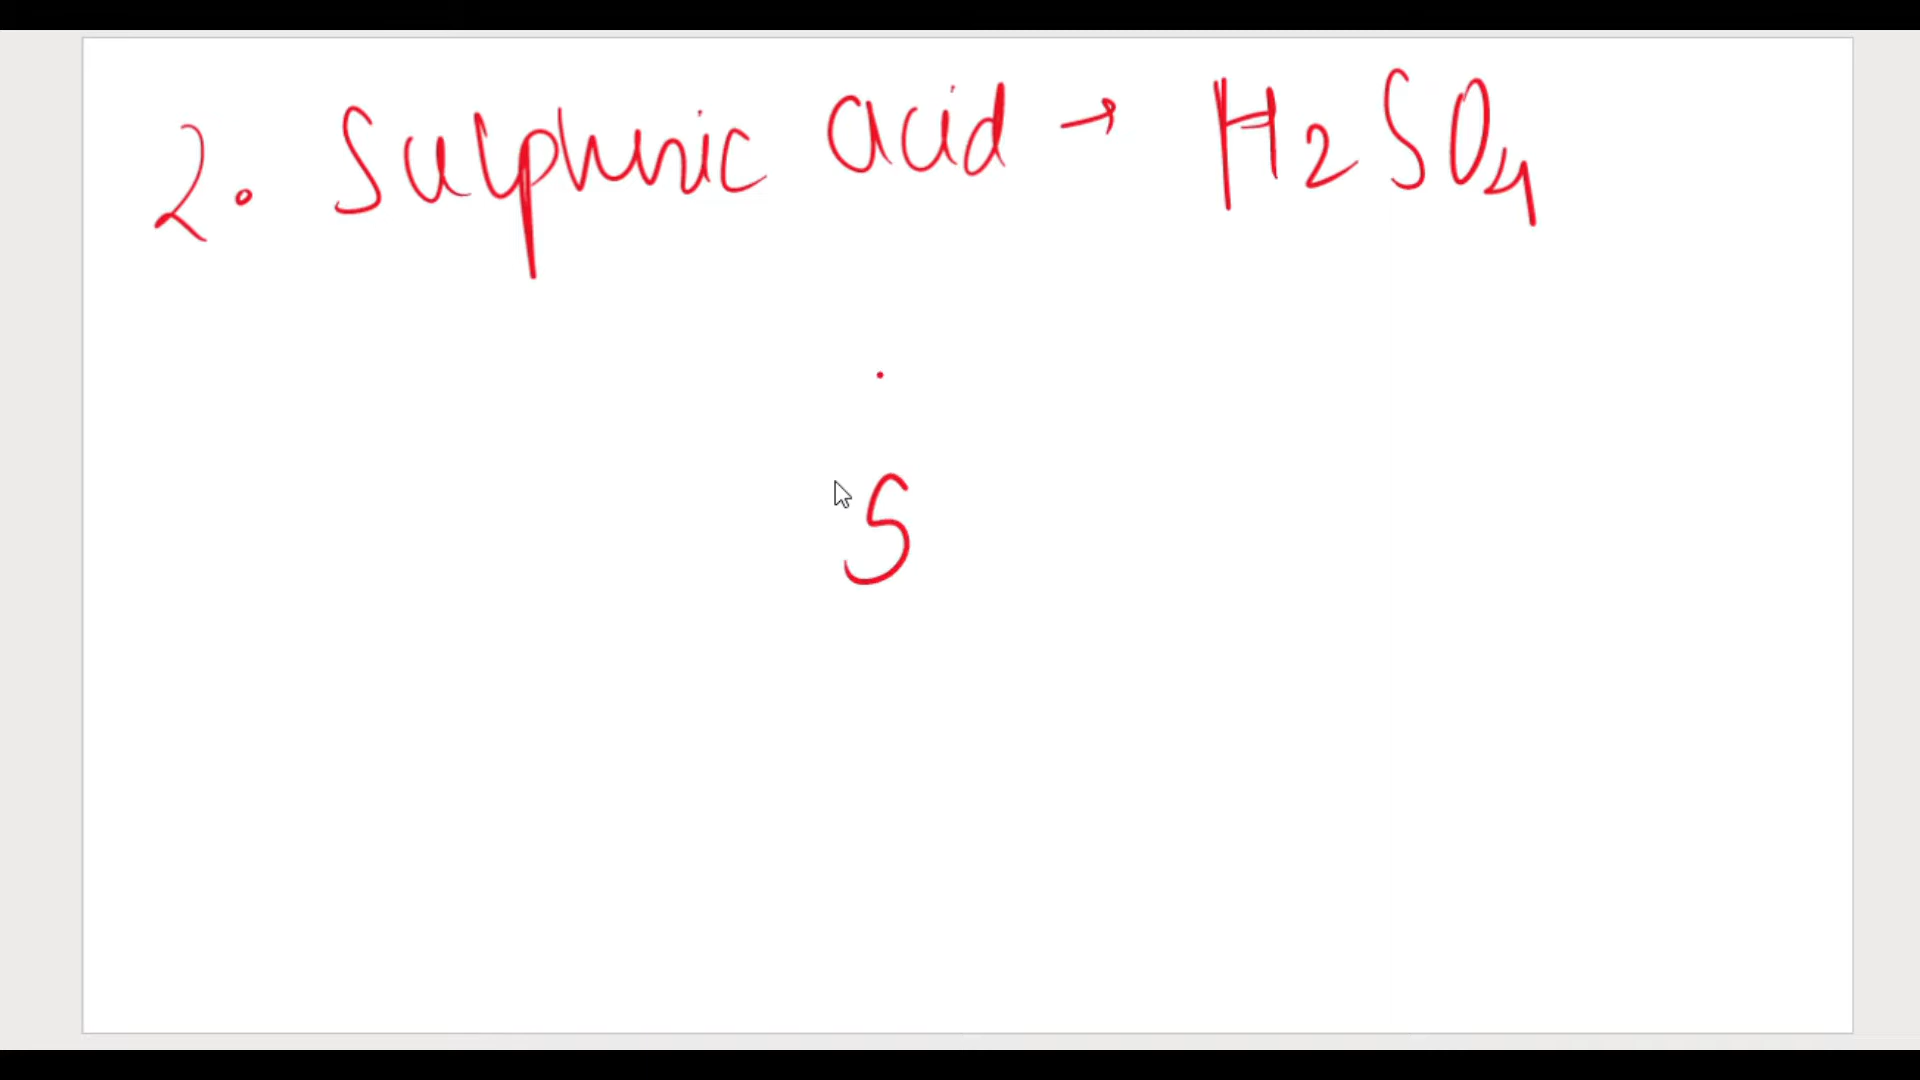 2. Sulphuric acid → H₂SO₄
S